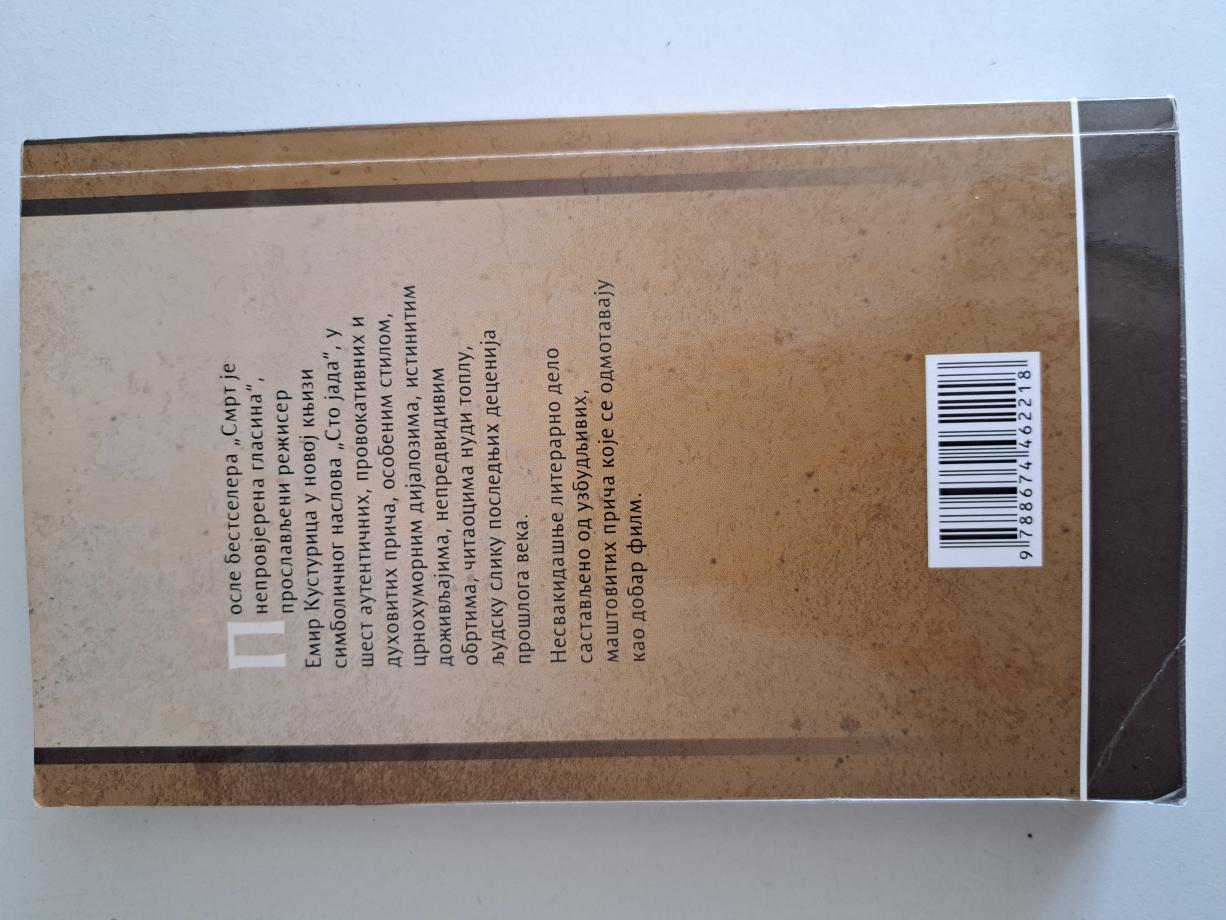 После бестселера „Смрт је
непровјерена гласина“,
прослављени режисер
Емир Кустурица у новој књизи
симболичног наслова „Сто јада“, у
шест аутентичних, провокативних и
духовитих прича, особеним стилом,
црнохуморним дијалозима, истинитим
доживљајима, непредвидивим
обртима, читаоцима нуди топлу,
људску слику последњих деценија
прошлога века.
Несвакидашње литерарно дело
састављено од узбудљивих,
маштовитих прича које се одмотавају
као добар филм.
9788674462218